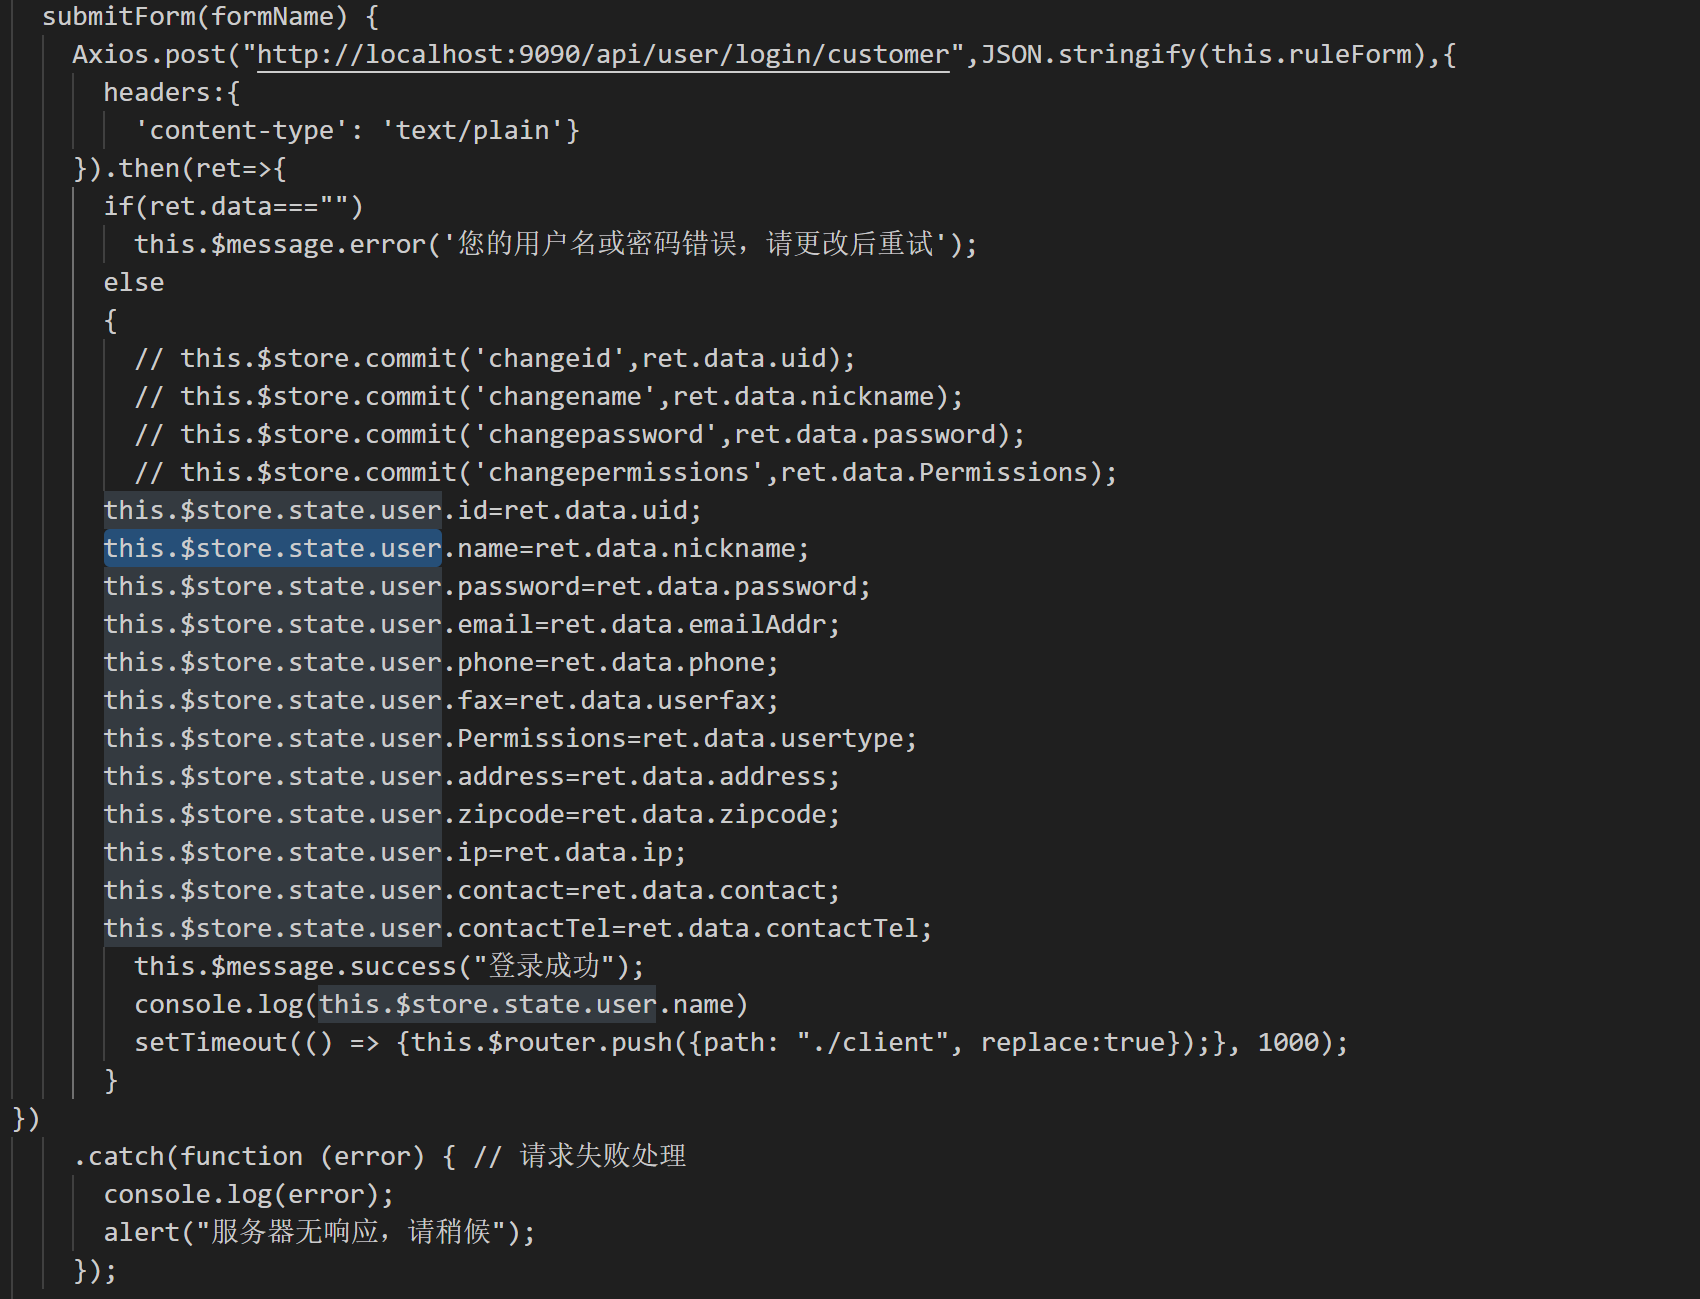 submitForm(formName) {
Axios.post("http://localhost:9090/api/user/login/customer",JSON.stringify(this.ruleForm),{
headers:{
'content-type': 'text/plain'}
}).then(ret=>{
if(ret.data==="")
this.$message.error('您的用户名或密码错误，请更改后重试');
else
{
// this.$store.commit('changeid',ret.data.uid);
// this.$store.commit('changename',ret.data.nickname);
// this.$store.commit('changepassword',ret.data.password);
// this.$store.commit('changepermissions',ret.data.Permissions);
this.$store.state.user.id=ret.data.uid;
this.$store.state.user.name=ret.data.nickname;
this.$store.state.user.password=ret.data.password;
this.$store.state.user.email=ret.data.emailAddr;
this.$store.state.user.phone=ret.data.phone;
this.$store.state.user.fax=ret.data.userfax;
this.$store.state.user.Permissions=ret.data.usertype;
this.$store.state.user.address=ret.data.address;
this.$store.state.user.zipcode=ret.data.zipcode;
this.$store.state.user.ip=ret.data.ip;
this.$store.state.user.contact=ret.data.contact;
this.$store.state.user.contactTel=ret.data.contactTel;
this.$message.success("登录成功");
console.log(this.$store.state.user.name)
setTimeout(() => {this.$router.push({path: "./client", replace:true});}, 1000);
}
})
.catch(function (error) { // 请求失败处理
console.log(error);
alert("服务器无响应，请稍候");
});